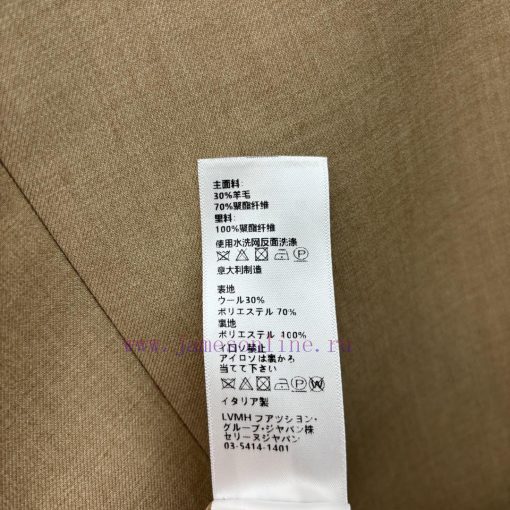 主面料:
30%羊毛
70%聚酯纤维
里料:
100%聚酯纤维
使用水洗网反面洗涤
P
意大利制造
裏地
ウール30%
ポリエステル 70%
裏地
ポリエステル 100%
アイロンは裏から
当てて下さい
P W
イタリア製
LVMH ファッション・
グループ・ジャパン株
セリーヌジャパン
03-5414-1401
www.jamesonline.ru